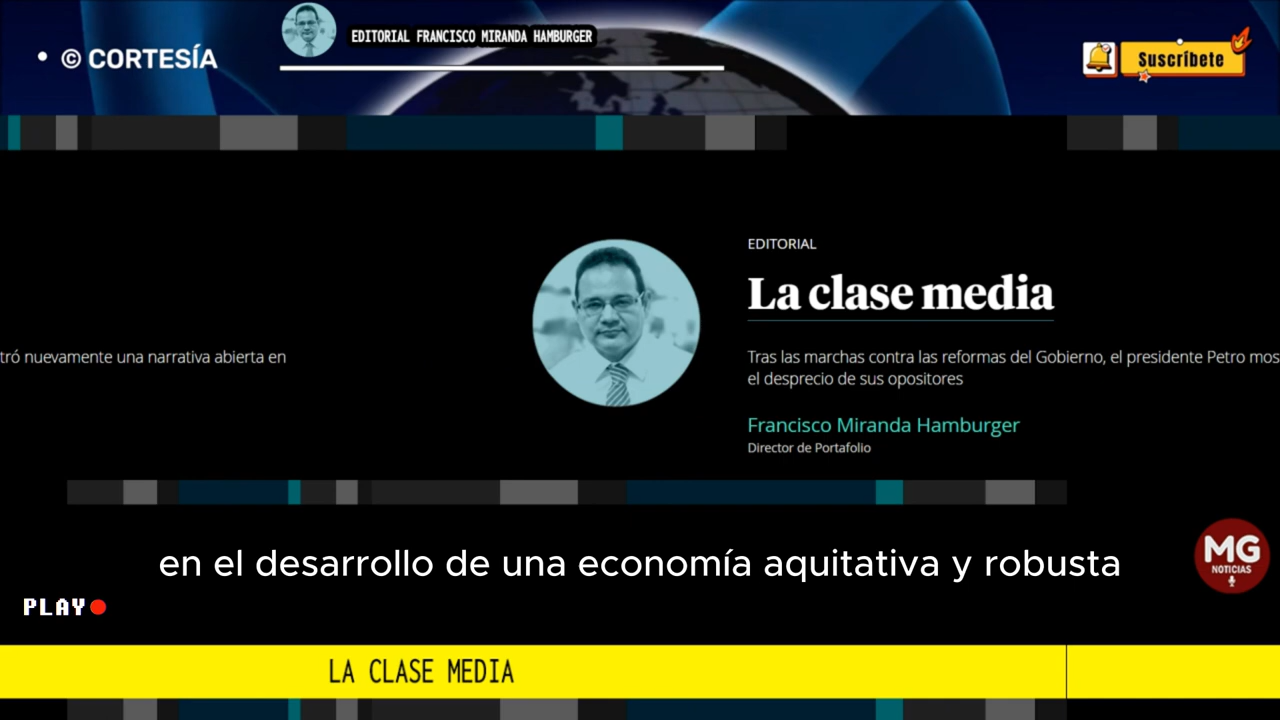 • © CORTESÍA
EDITORIAL FRANCISCO MIRANDA HAMBURGER
Suscríbete
EDITORIAL
La clase media
tró nuevamente una narrativa abierta en
Tras las marchas contra las reformas del Gobierno, el presidente Petro mos
el desprecio de sus opositores
Francisco Miranda Hamburger
Director de Portafolio
en el desarrollo de una economía aquitativa y robusta
MG
NOTICIAS
PLAY
LA CLASE MEDIA